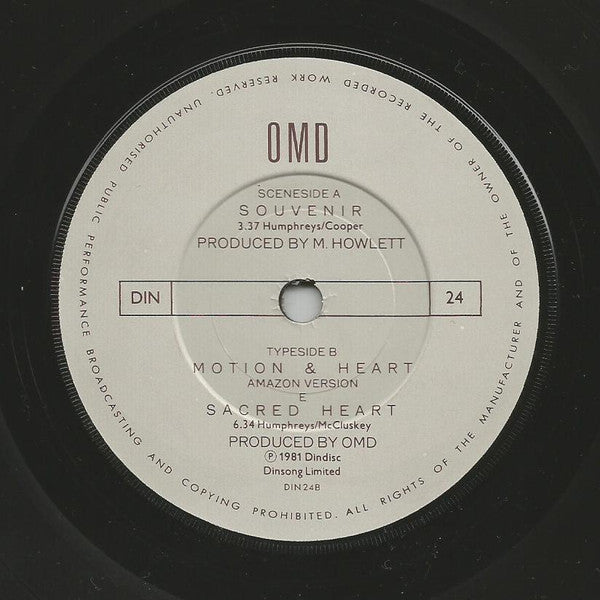 OMD
SCENESIDE A
SOUVENIR
3.37 Humphreys/Cooper
PRODUCED BY M. HOWLETT
DIN 24
TYPESIDE B
MOTION & HEART
AMAZON VERSION
E
SACRED HEART
6.34 Humphreys/McCluskey
PRODUCED BY OMD
℗ 1981 Dindisc
Dinsong Limited
DIN24B
ALL RIGHTS OF THE MANUFACTURER AND OF THE OWNER OF THE RECORDED WORK RESERVED. UNAUTHORISED PUBLIC PERFORMANCE BROADCASTING AND COPYING PROHIBITED.